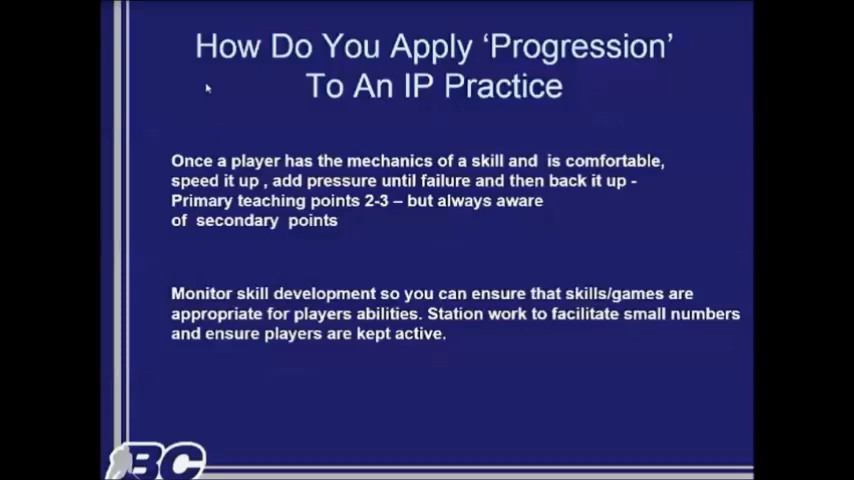 How Do You Apply ‘Progression’
To An IP Practice
Once a player has the mechanics of a skill and is comfortable,
speed it up , add pressure until failure and then back it up -
Primary teaching points 2-3 – but always aware
of secondary points
Monitor skill development so you can ensure that skills/games are
appropriate for players abilities. Station work to facilitate small numbers
and ensure players are kept active.
BC